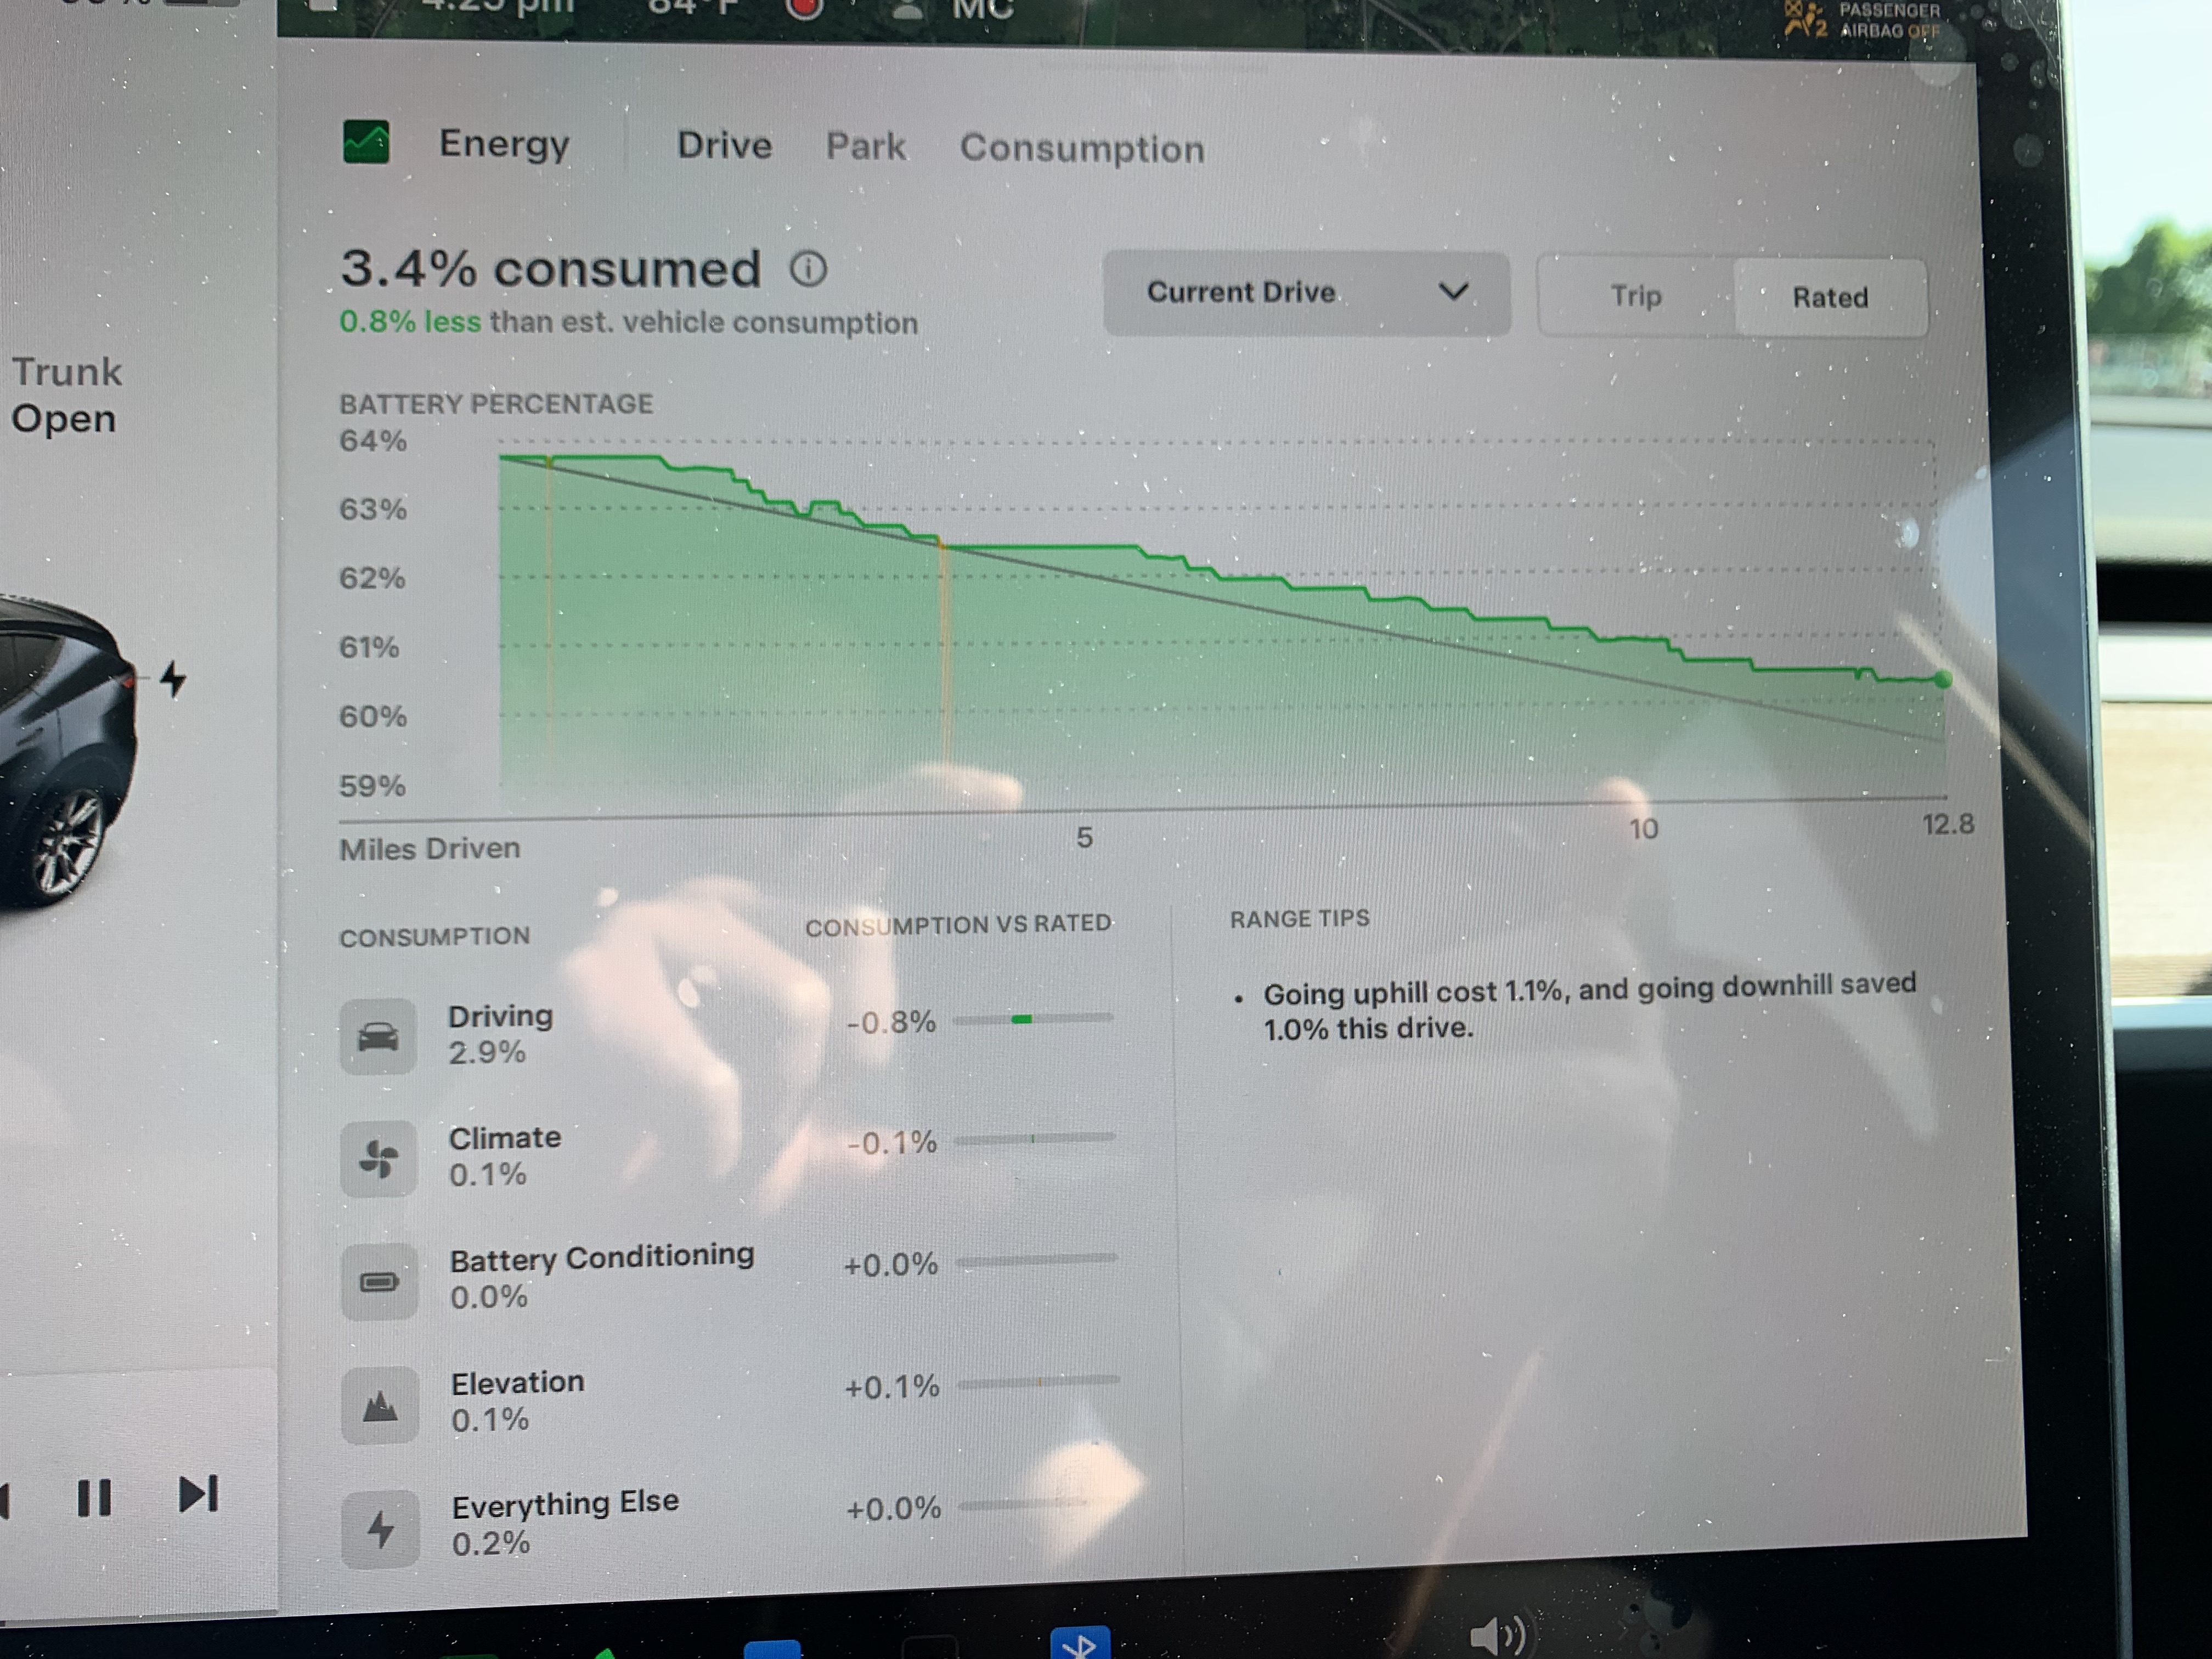 4:25 pm
84°F
MC
PASSENGER
AIRBAG OFF
2
Trunk
Open
Energy
Drive
Park
Consumption
3.4% consumed
0.8% less than est. vehicle consumption
Current Drive
Trip
Rated
BATTERY PERCENTAGE
64%
63%
62%
61%
60%
59%
Miles Driven
5
10
12.8
CONSUMPTION
CONSUMPTION VS RATED
Driving
2.9%
-0.8%
Climate
0.1%
-0.1%
Battery Conditioning
0.0%
+0.0%
Elevation
0.1%
+0.1%
Everything Else
0.2%
+0.0%
RANGE TIPS
• Going uphill cost 1.1%, and going downhill saved
1.0% this drive.